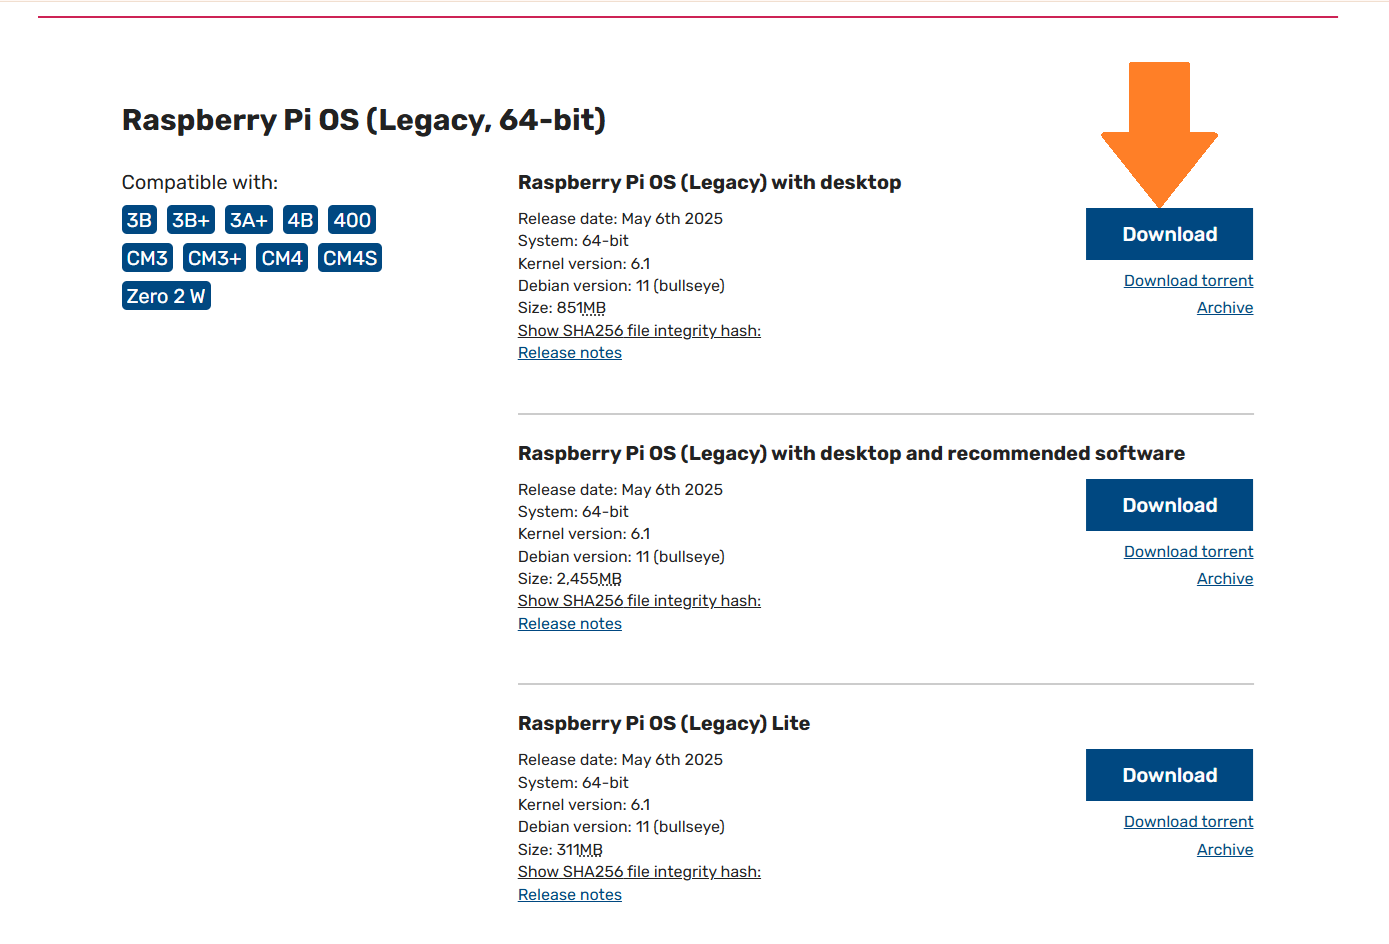 Raspberry Pi OS (Legacy, 64-bit)
Compatible with:
3B 3B+ 3A+ 4B 400
CM3 CM3+ CM4 CM4S
Zero 2 W
Raspberry Pi OS (Legacy) with desktop
Release date: May 6th 2025
System: 64-bit
Kernel version: 6.1
Debian version: 11 (bullseye)
Size: 851MB
Show SHA256 file integrity hash:
Release notes
Download
Download torrent
Archive
Raspberry Pi OS (Legacy) with desktop and recommended software
Release date: May 6th 2025
System: 64-bit
Kernel version: 6.1
Debian version: 11 (bullseye)
Size: 2,455MB
Show SHA256 file integrity hash:
Release notes
Download
Download torrent
Archive
Raspberry Pi OS (Legacy) Lite
Release date: May 6th 2025
System: 64-bit
Kernel version: 6.1
Debian version: 11 (bullseye)
Size: 311MB
Show SHA256 file integrity hash:
Release notes
Download
Download torrent
Archive